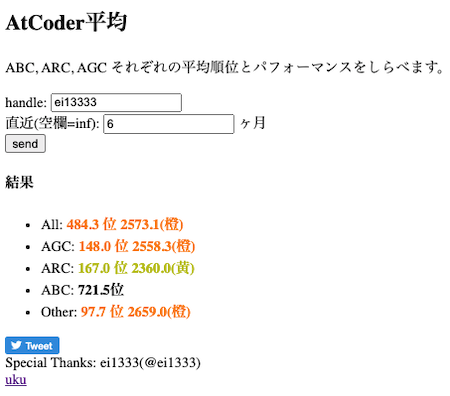 AtCoder平均
ABC, ARC, AGC それぞれの平均順位とパフォーマンスをしらべます。
handle: ei13333
直近(空欄=inf): 6 ヶ月
send
結果
All: 484.3 位 2573.1(橙)
AGC: 148.0 位 2558.3(橙)
ARC: 167.0 位 2360.0(黄)
ABC: 721.5位
Other: 97.7 位 2659.0(橙)
Tweet
Special Thanks: ei1333(@ei1333)
uku